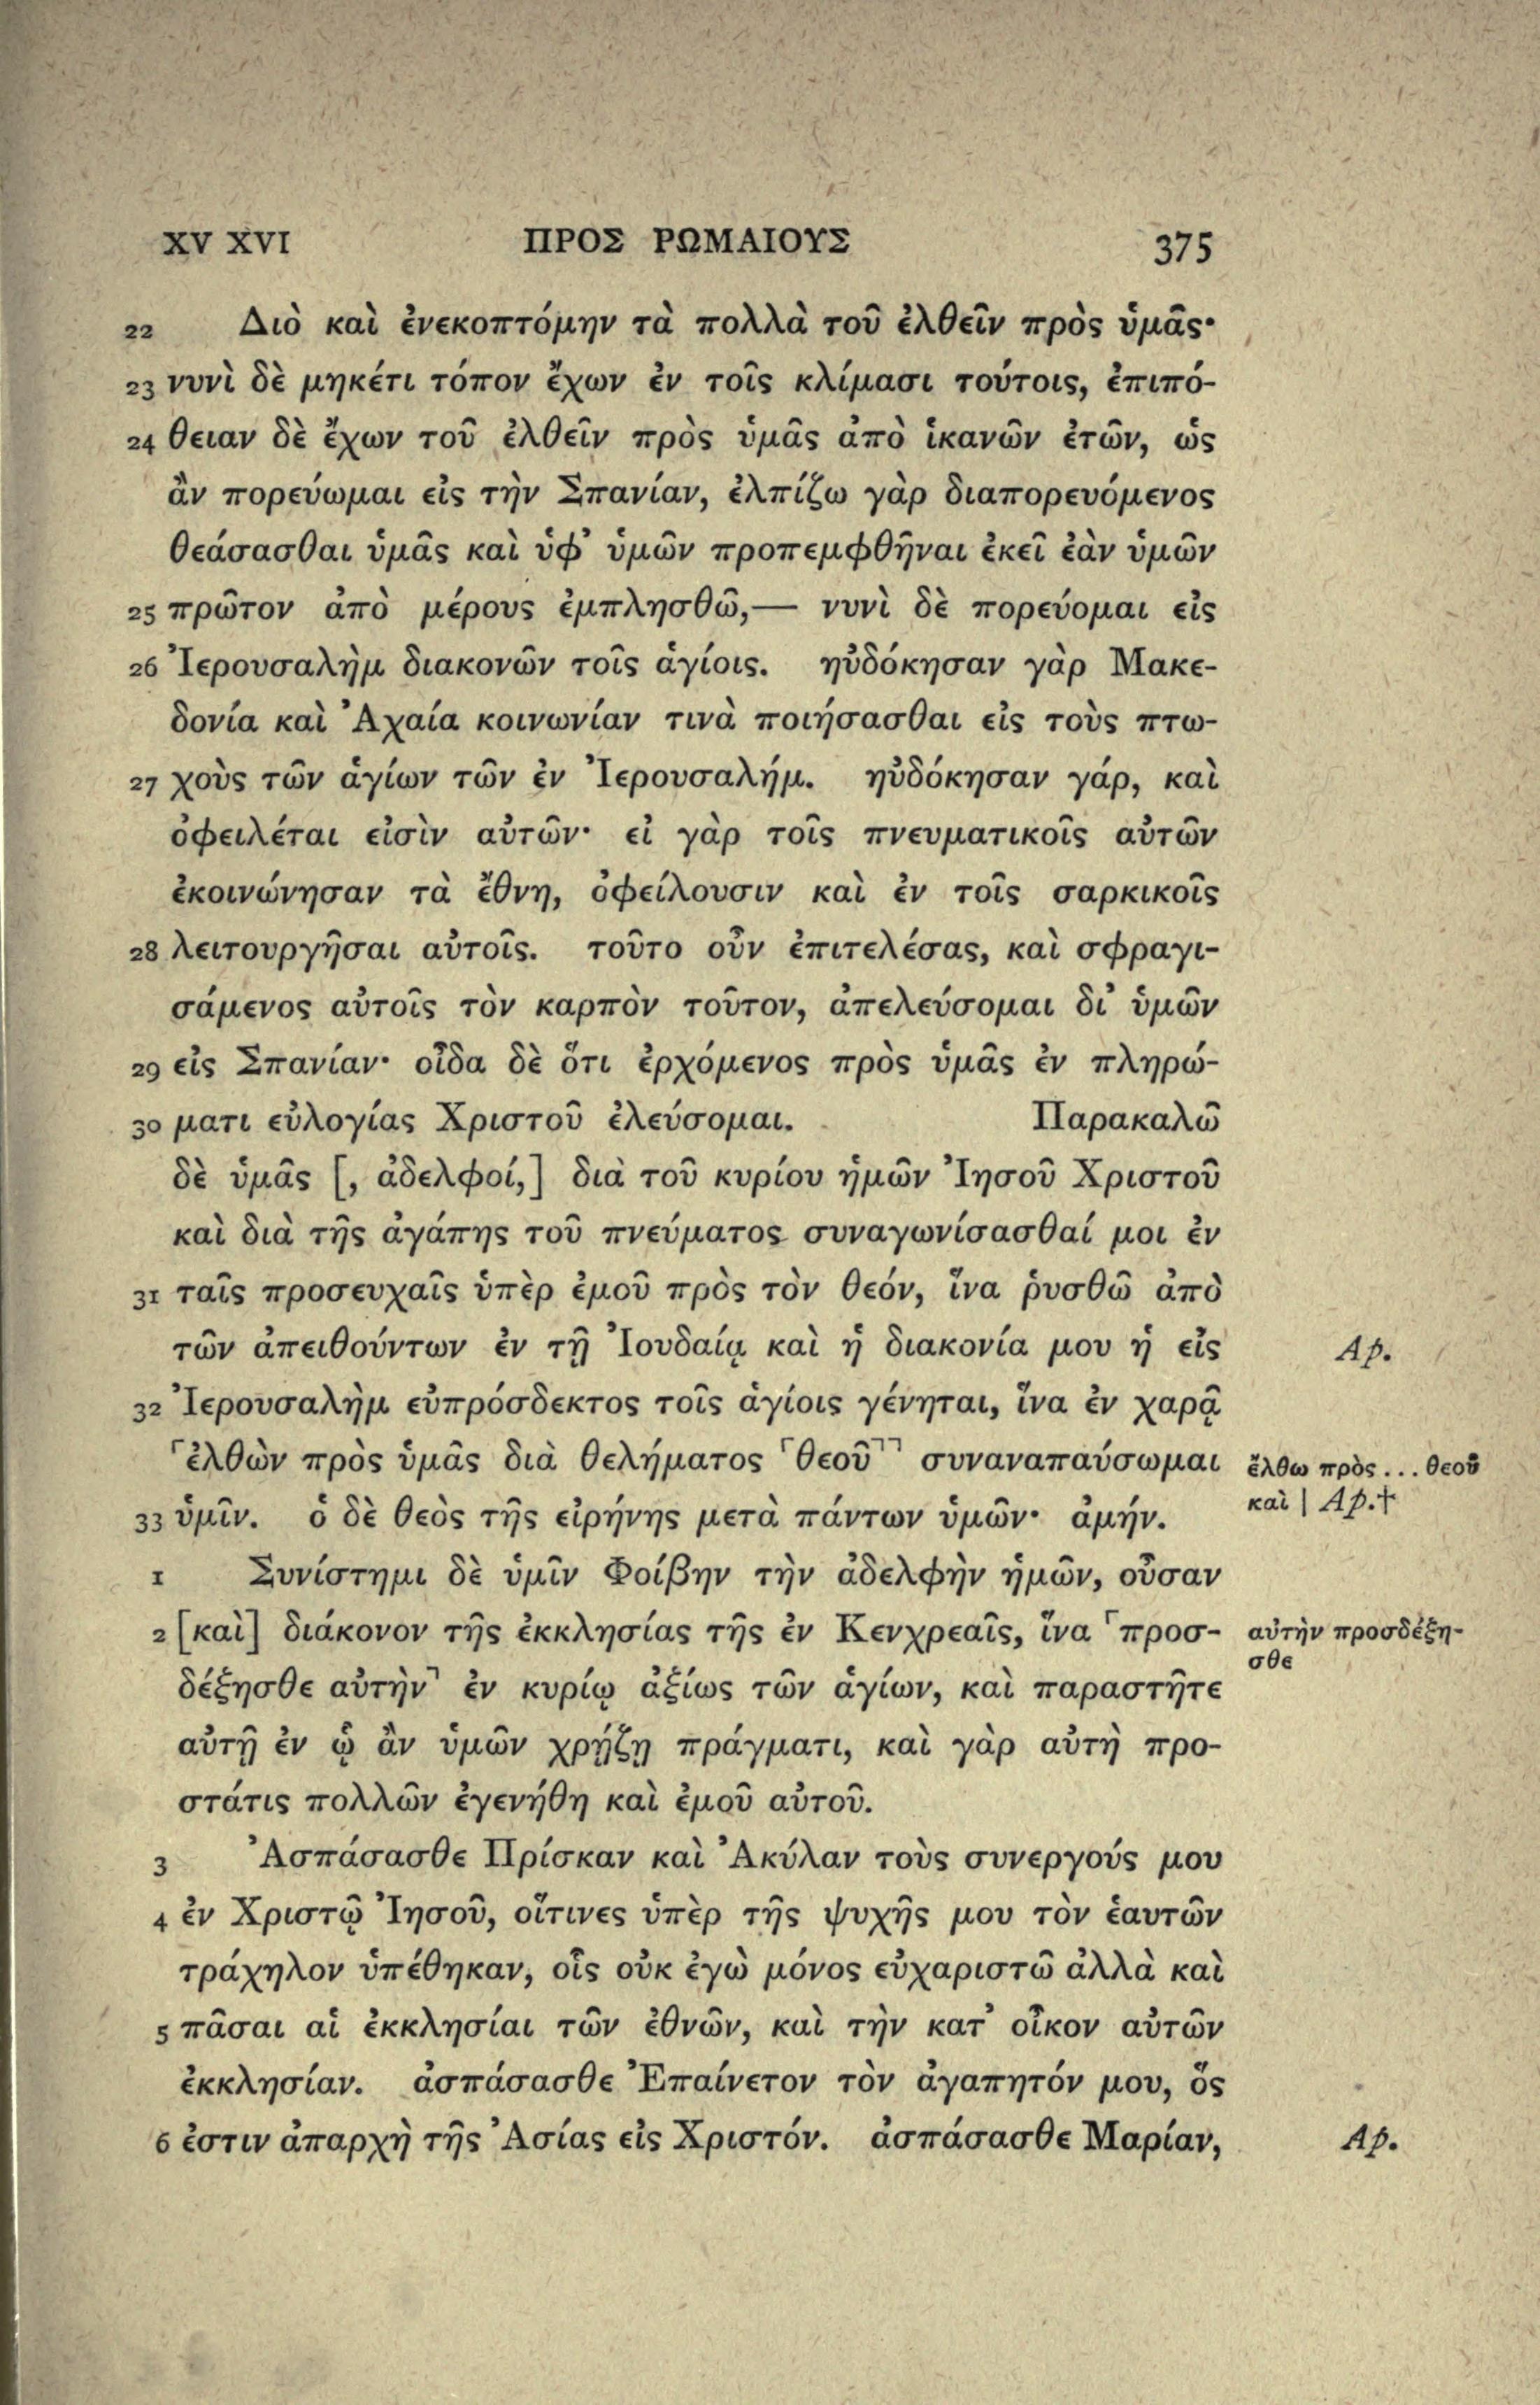 XV XVI ΠΡΟΣ ΡΩΜΑΙΟΥΣ 375
22 Διὸ καὶ ἐνεκοπτόμην τὰ πολλὰ τοῦ ἐλθεῖν πρὸς ὑμᾶς·
23 νυνὶ δὲ μηκέτι τόπον ἔχων ἐν τοῖς κλίμασι τούτοις, ἐπιπό-
24 θειαν δὲ ἔχων τοῦ ἐλθεῖν πρὸς ὑμᾶς ἀπὸ ἱκανῶν ἐτῶν, ὡς
ἂν πορεύωμαι εἰς τὴν Σπανίαν, ἐλπίζω γὰρ διαπορευόμενος
θεάσασθαι ὑμᾶς καὶ ὑφ᾽ ὑμῶν προπεμφθῆναι ἐκεῖ ἐὰν ὑμῶν
25 πρῶτον ἀπὸ μέρους ἐμπλησθῶ,— νυνὶ δὲ πορεύομαι εἰς
26 Ἰερουσαλὴμ διακονῶν τοῖς ἁγίοις. ηὐδόκησαν γὰρ Μακε-
δονία καὶ Ἀχαία κοινωνίαν τινὰ ποιήσασθαι εἰς τοὺς πτω-
27 χοὺς τῶν ἁγίων τῶν ἐν Ἰερουσαλήμ. ηὐδόκησαν γάρ, καὶ
ὀφειλέται εἰσὶν αὐτῶν· εἰ γὰρ τοῖς πνευματικοῖς αὐτῶν
ἐκοινώνησαν τὰ ἔθνη, ὀφείλουσιν καὶ ἐν τοῖς σαρκικοῖς
28 λειτουργῆσαι αὐτοῖς. τοῦτο οὖν ἐπιτελέσας, καὶ σφραγι-
σάμενος αὐτοῖς τὸν καρπὸν τοῦτον, ἀπελεύσομαι δι᾽ ὑμῶν
29 εἰς Σπανίαν· οἶδα δὲ ὅτι ἐρχόμενος πρὸς ὑμᾶς ἐν πληρώ-
30 ματι εὐλογίας Χριστοῦ ἐλεύσομαι. Παρακαλῶ
δὲ ὑμᾶς [, ἀδελφοί,] διὰ τοῦ κυρίου ἡμῶν Ἰησοῦ Χριστοῦ
καὶ διὰ τῆς ἀγάπης τοῦ πνεύματος συναγωνίσασθαί μοι ἐν
31 ταῖς προσευχαῖς ὑπὲρ ἐμοῦ πρὸς τὸν θεόν, ἵνα ῥυσθῶ ἀπὸ
τῶν ἀπειθούντων ἐν τῇ Ἰουδαίᾳ καὶ ἡ διακονία μου ἡ εἰς Ap.
32 Ἰερουσαλὴμ εὐπρόσδεκτος τοῖς ἁγίοις γένηται, ἵνα ἐν χαρᾷ
⸀ἐλθὼν πρὸς ὑμᾶς διὰ θελήματος ⸀θεοῦ⸣⸣ συναναπαύσωμαι ἔλθω πρὸς ... θεοῦ
καὶ | Ap.†
33 ὑμῖν. ὁ δὲ θεὸς τῆς εἰρήνης μετὰ πάντων ὑμῶν· ἀμήν.
1 Συνίστημι δὲ ὑμῖν Φοίβην τὴν ἀδελφὴν ἡμῶν, οὖσαν
2 [καὶ] διάκονον τῆς ἐκκλησίας τῆς ἐν Κενχρεαῖς, ἵνα ⸀προσ- αὐτὴν προσδέξη-
σθε
δέξησθε αὐτὴν⸣ ἐν κυρίῳ ἀξίως τῶν ἁγίων, καὶ παραστῆτε
αὐτῇ ἐν ᾧ ἂν ὑμῶν χρῄζῃ πράγματι, καὶ γὰρ αὐτὴ προ-
στάτις πολλῶν ἐγενήθη καὶ ἐμοῦ αὐτοῦ.
3 Ἀσπάσασθε Πρίσκαν καὶ Ἀκύλαν τοὺς συνεργούς μου
4 ἐν Χριστῷ Ἰησοῦ, οἵτινες ὑπὲρ τῆς ψυχῆς μου τὸν ἑαυτῶν
τράχηλον ὑπέθηκαν, οἷς οὐκ ἐγὼ μόνος εὐχαριστῶ ἀλλὰ καὶ
5 πᾶσαι αἱ ἐκκλησίαι τῶν ἐθνῶν, καὶ τὴν κατ᾽ οἶκον αὐτῶν
ἐκκλησίαν. ἀσπάσασθε Ἐπαίνετον τὸν ἀγαπητόν μου, ὅς
6 ἐστιν ἀπαρχὴ τῆς Ἀσίας εἰς Χριστόν. ἀσπάσασθε Μαρίαν, Ap.